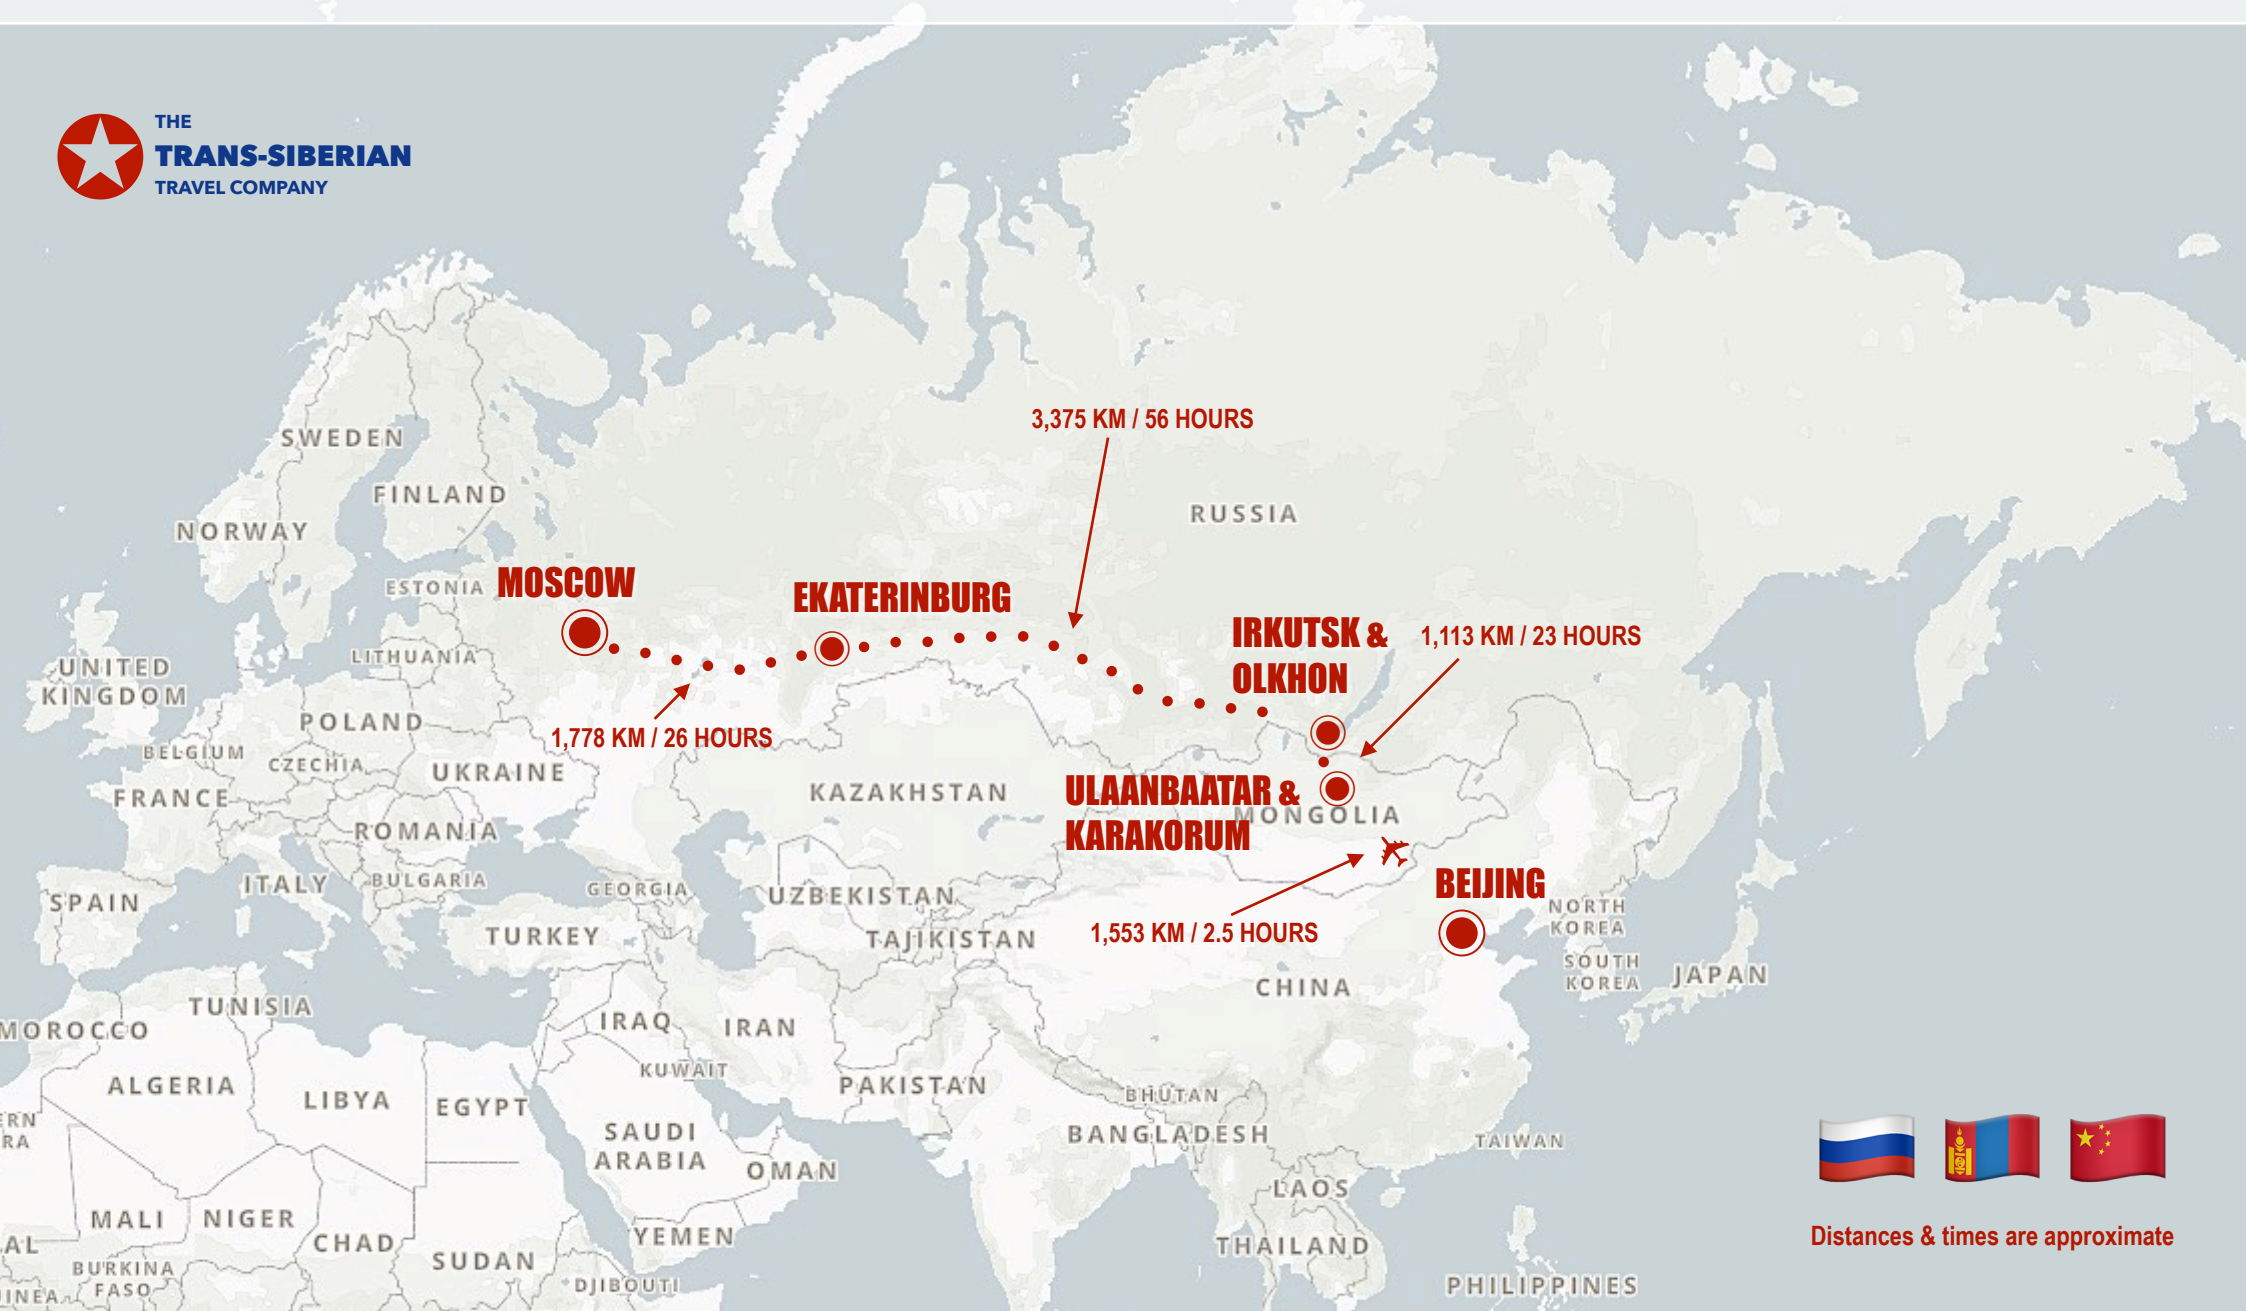 THE
TRANS-SIBERIAN
TRAVEL COMPANY
3,375 KM / 56 HOURS
SWEDEN
FINLAND
RUSSIA
NORWAY
ESTONIA
MOSCOW
EKATERINBURG
IRKUTSK &
OLKHON
1,113 KM / 23 HOURS
LITHUANIA
UNITED
KINGDOM
POLAND
1,778 KM / 26 HOURS
BELGIUM
CZECHIA
UKRAINE
KAZAKHSTAN
ULAANBAATAR &
KARAKORUM
MONGOLIA
FRANCE
ROMANIA
ITALY
BULGARIA
GEORGIA
UZBEKISTAN
BEIJING
SPAIN
NORTH
KOREA
TURKEY
TAJIKISTAN
1,553 KM / 2.5 HOURS
SOUTH
KOREA
JAPAN
CHINA
TUNISIA
MOROCCO
IRAQ
IRAN
KUWAIT
ALGERIA
LIBYA
EGYPT
PAKISTAN
BHUTAN
ERN
RA
SAUDI
ARABIA
OMAN
BANGLADESH
TAIWAN
LAOS
MALI
NIGER
CHAD
SUDAN
YEMEN
THAILAND
Distances & times are approximate
AL
BURKINA
FASO
INEA
DJIBOUTI
PHILIPPINES